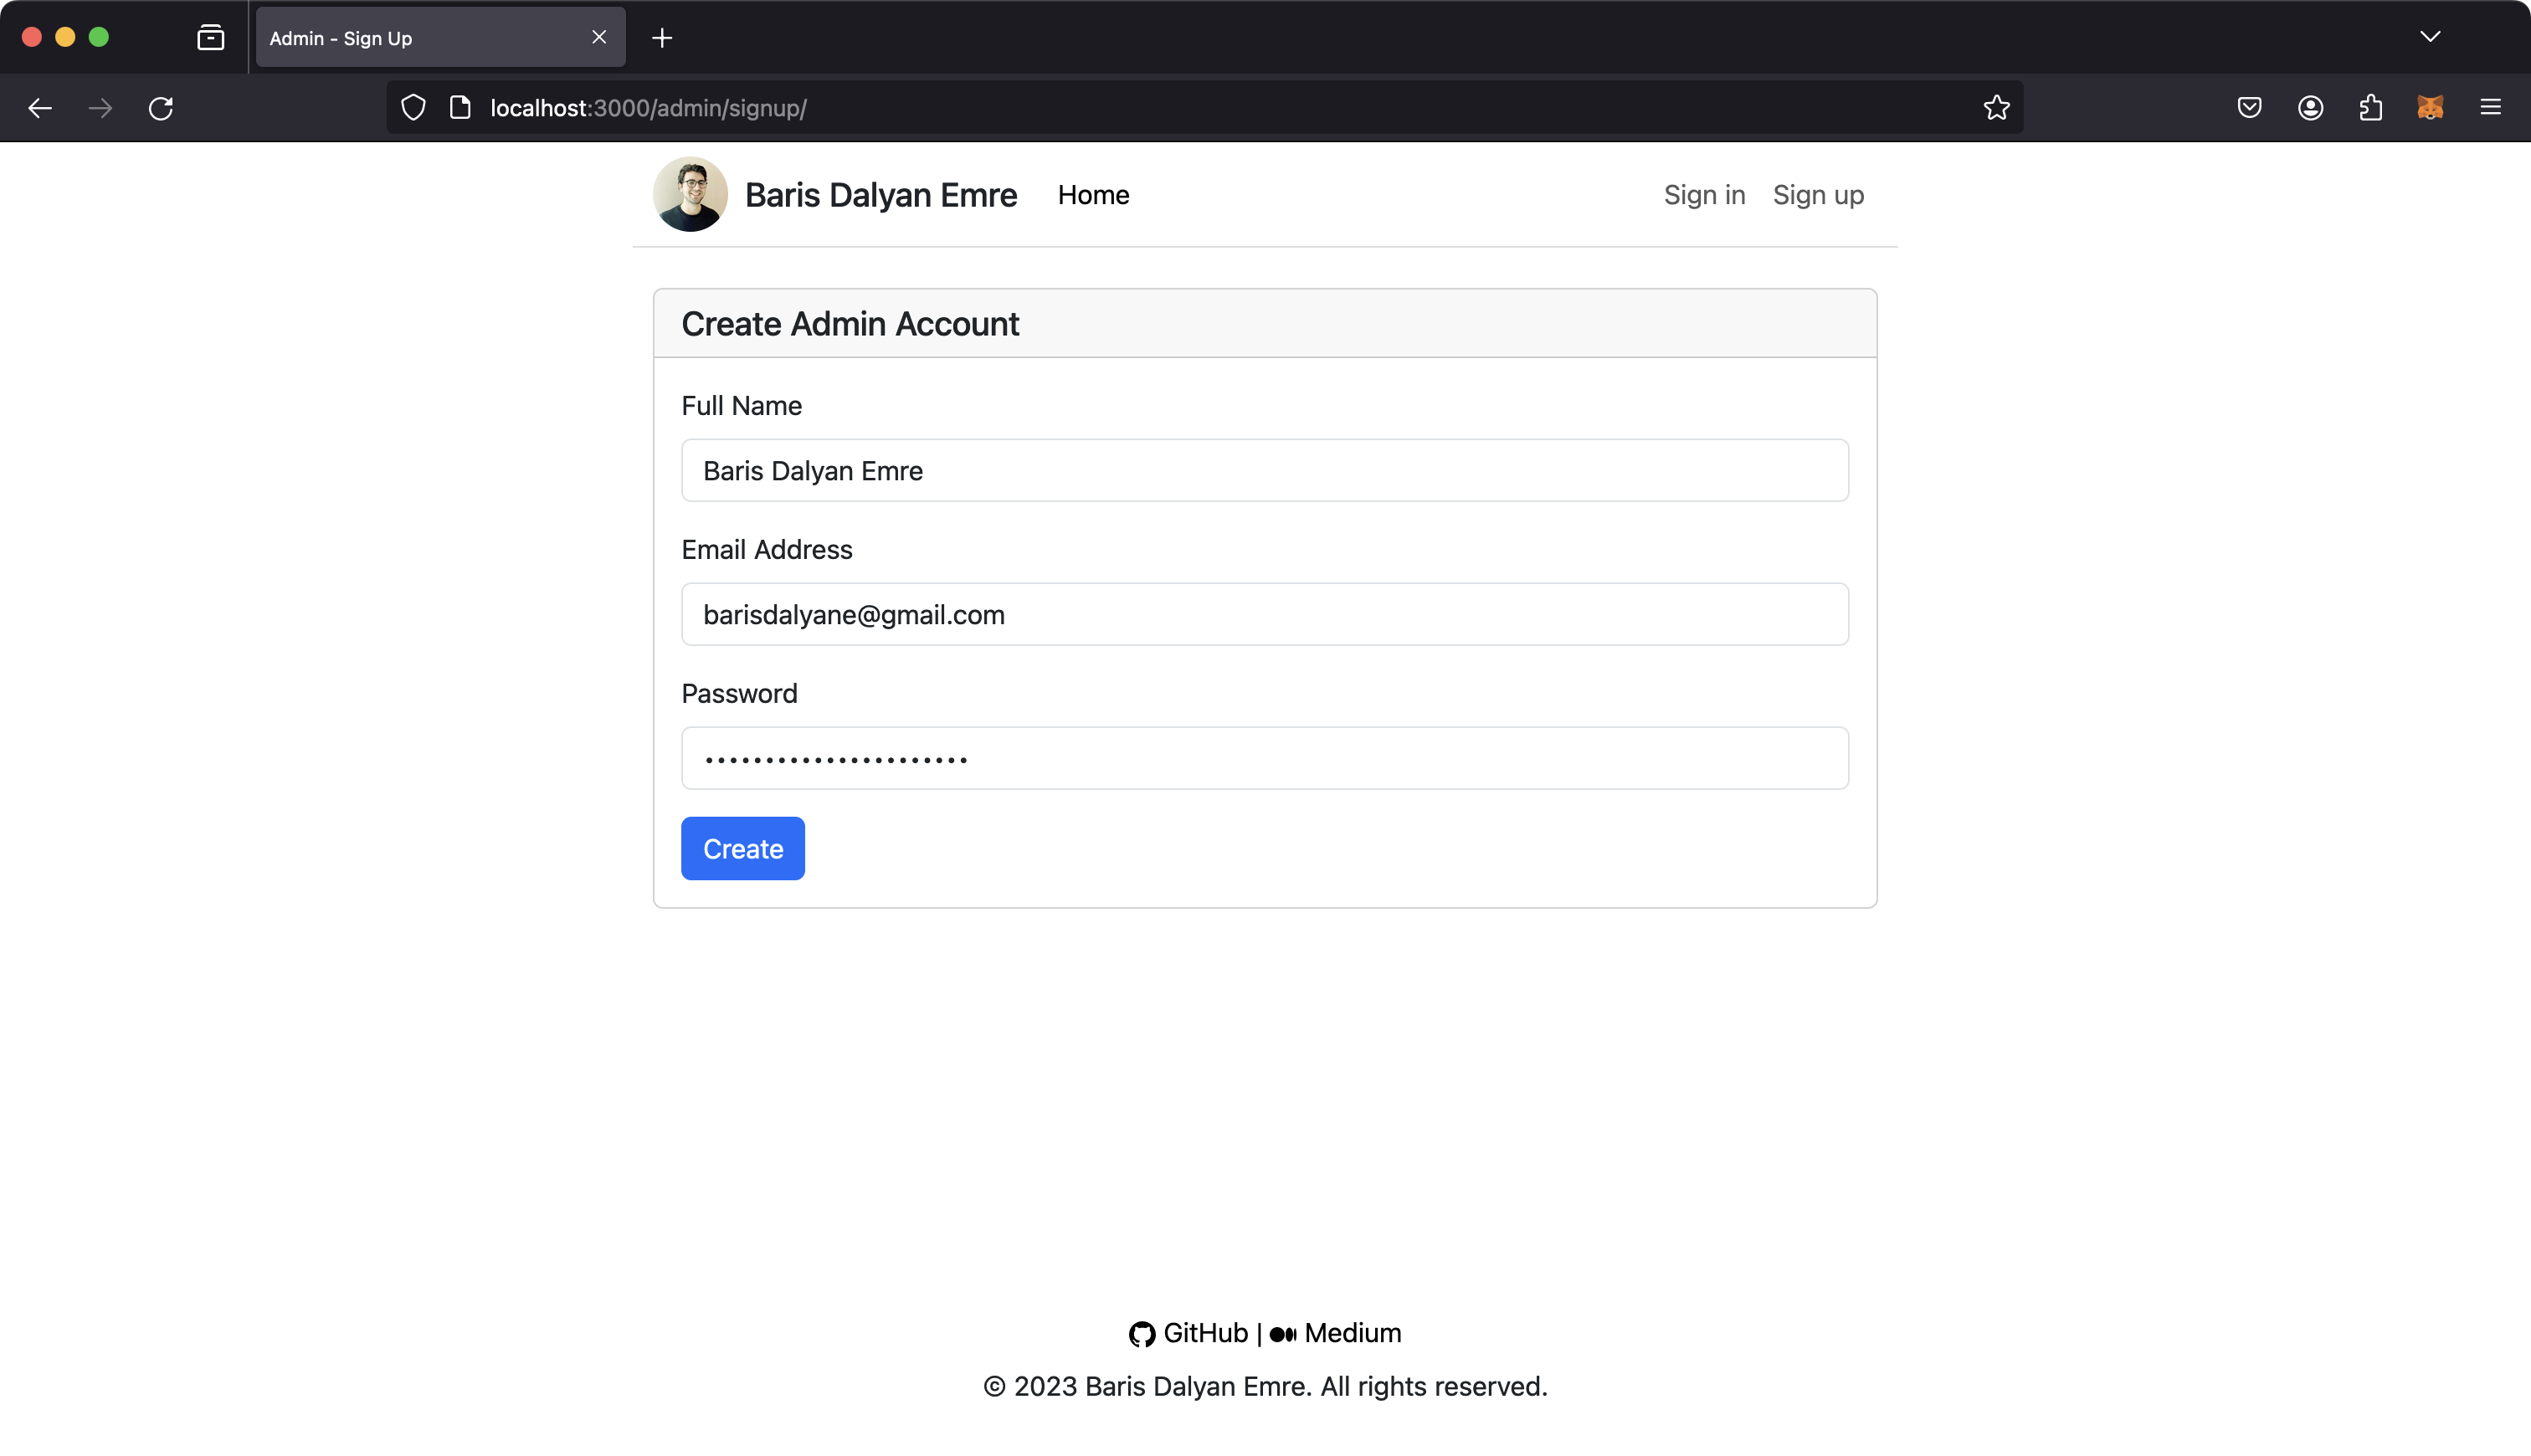 Admin - Sign Up
localhost:3000/admin/signup/
Baris Dalyan Emre Home Sign in Sign up
Create Admin Account
Full Name
Baris Dalyan Emre
Email Address
barisdalyane@gmail.com
Password
••••••••••••••••••••••
Create
GitHub | Medium
© 2023 Baris Dalyan Emre. All rights reserved.